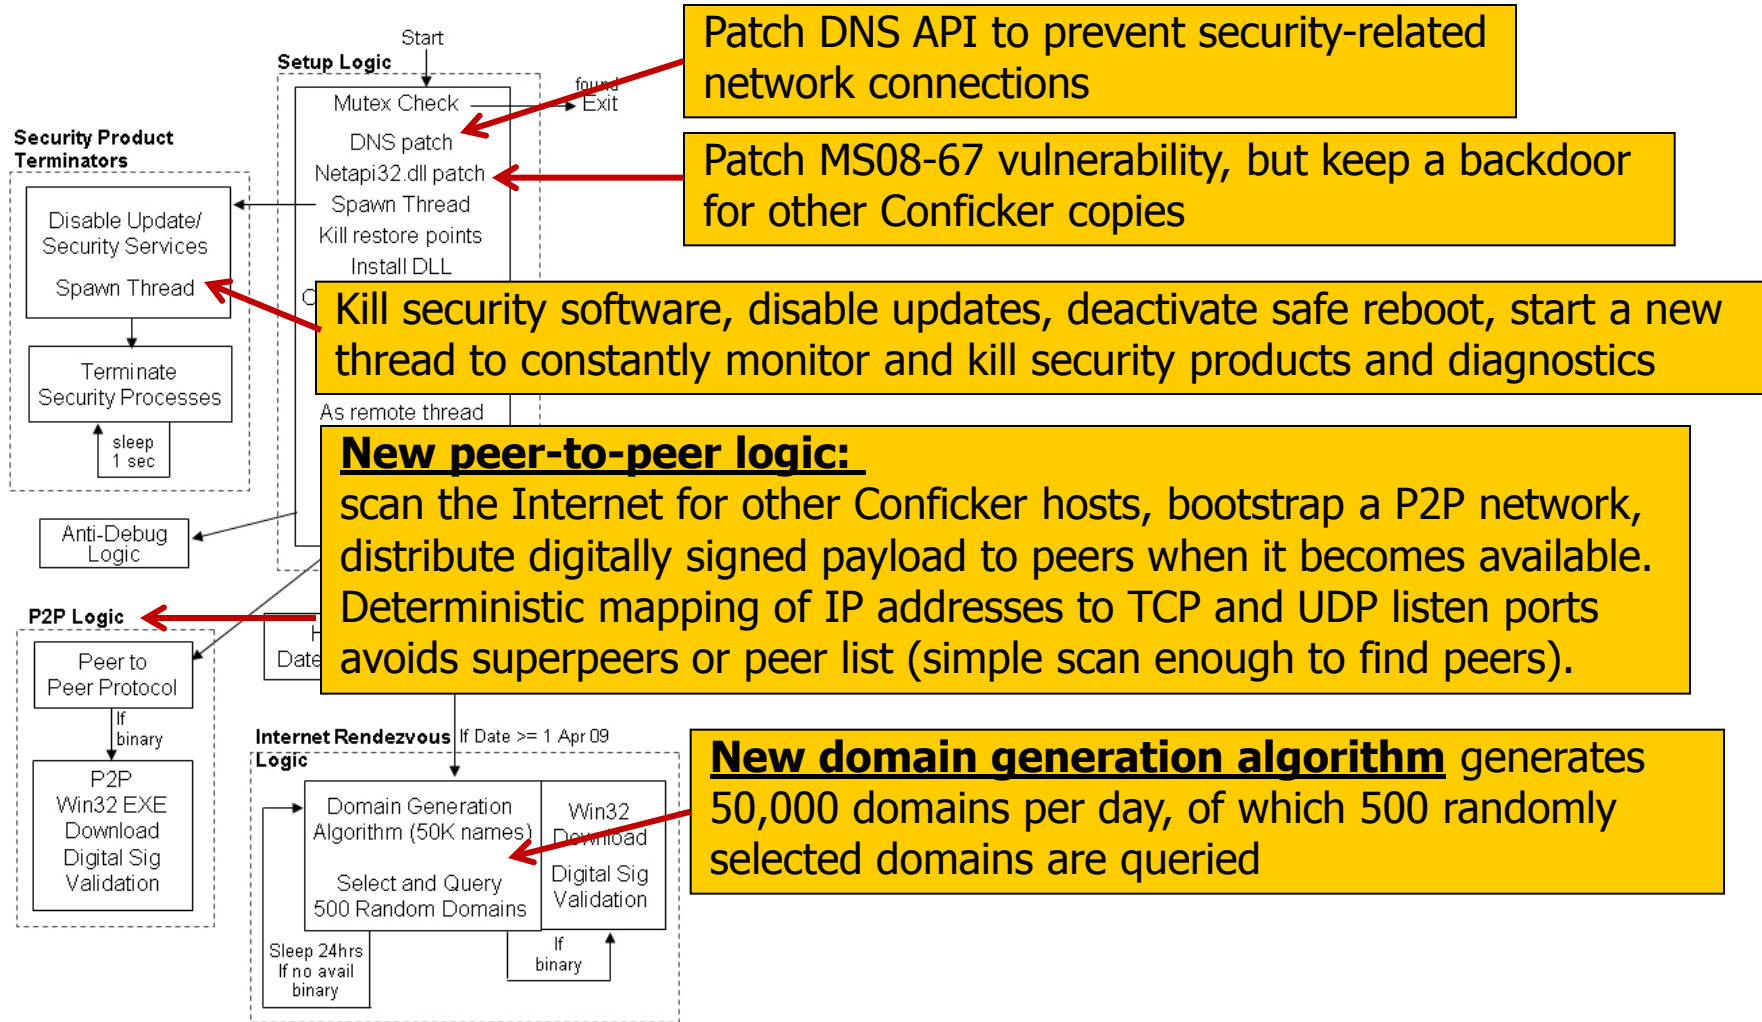 Start
Setup Logic
Mutex Check
found
Exit
DNS patch
Netapi32.dll patch
Spawn Thread
Kill restore points
Install DLL
As remote thread
Patch DNS API to prevent security-related
network connections
Patch MS08-67 vulnerability, but keep a backdoor
for other Conficker copies
Security Product
Terminators
Disable Update/
Security Services
Spawn Thread
Terminate
Security Processes
sleep
1 sec
Kill security software, disable updates, deactivate safe reboot, start a new
thread to constantly monitor and kill security products and diagnostics
Anti-Debug
Logic
New peer-to-peer logic:
scan the Internet for other Conficker hosts, bootstrap a P2P network,
distribute digitally signed payload to peers when it becomes available.
Deterministic mapping of IP addresses to TCP and UDP listen ports
avoids superpeers or peer list (simple scan enough to find peers).
P2P Logic
Peer to
Peer Protocol
If
binary
P2P
Win32 EXE
Download
Digital Sig
Validation
Date
Internet Rendezvous
Logic
If Date >= 1 Apr 09
Domain Generation
Algorithm (50K names)
Select and Query
500 Random Domains
Win32
Download
Digital Sig
Validation
Sleep 24hrs
If no avail
binary
If
binary
New domain generation algorithm generates
50,000 domains per day, of which 500 randomly
selected domains are queried